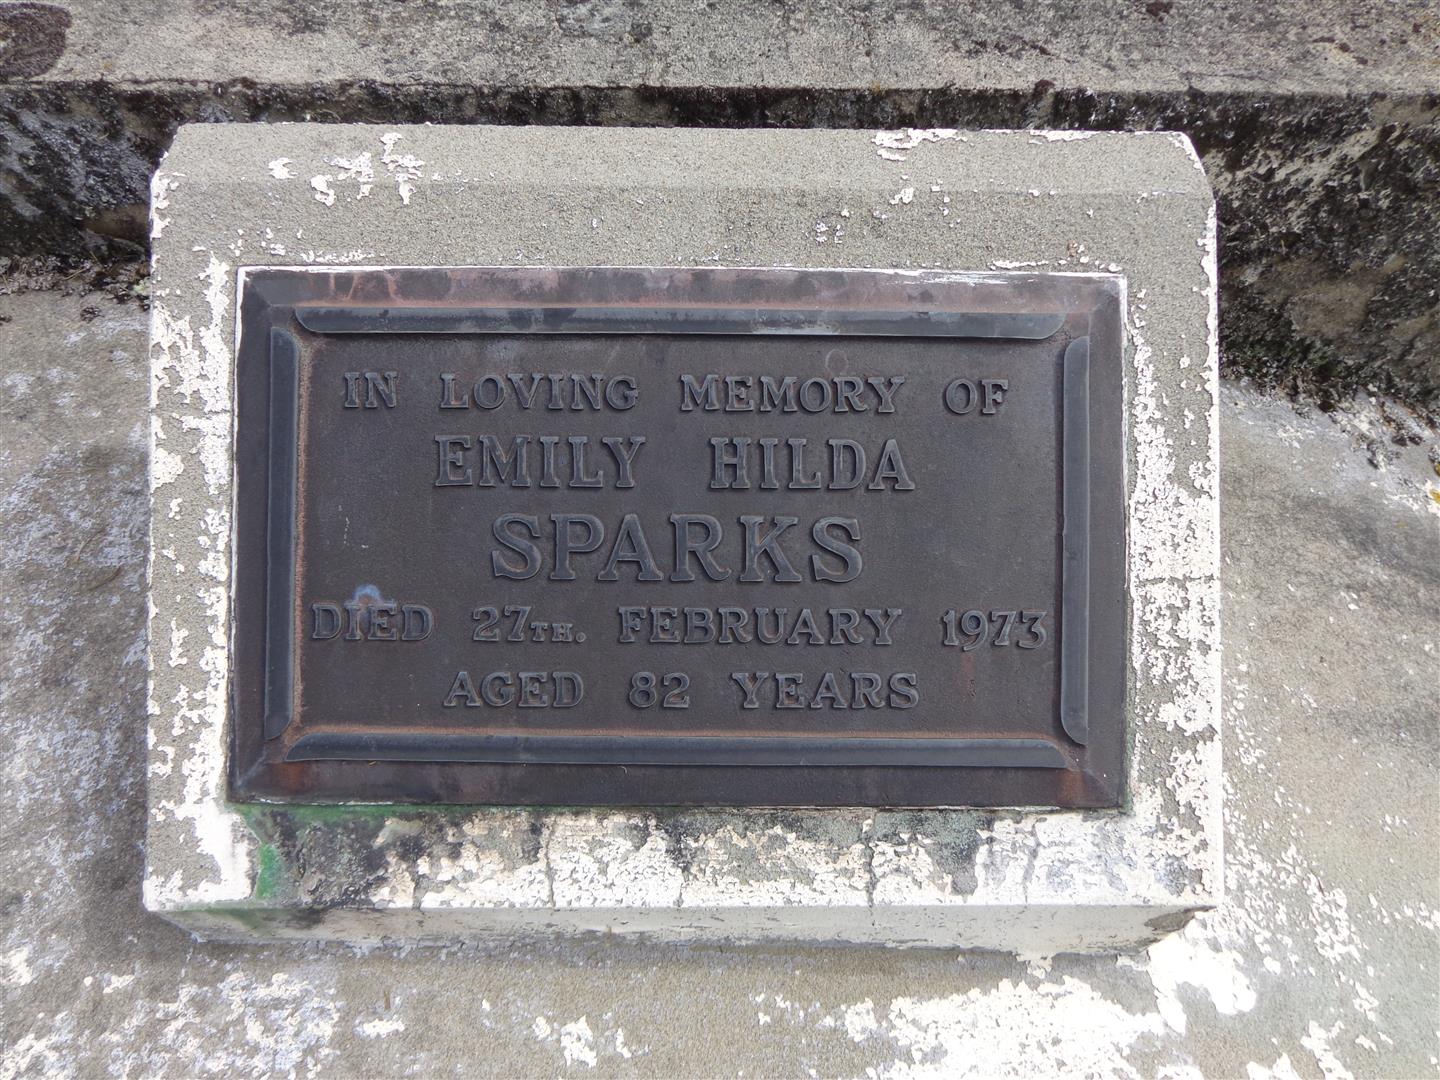 IN LOVING MEMORY OF
EMILY HILDA
SPARKS
DIED 27TH. FEBRUARY 1973
AGED 82 YEARS